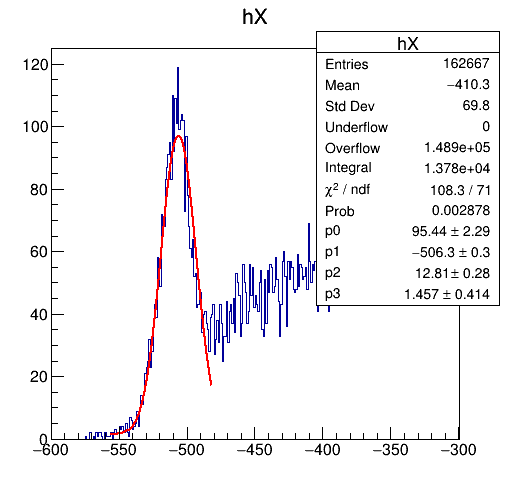 hX
hX
Entries 162667
Mean −410.3
Std Dev 69.8
Underflow 0
Overflow 1.489e+05
Integral 1.378e+04
χ² / ndf 108.3 / 71
Prob 0.002878
p0 95.44 ± 2.29
p1 −506.3 ± 0.3
p2 12.81 ± 0.28
p3 1.457 ± 0.414
120
100
80
60
40
20
0
−600 −550 −500 −450 −400 −350 −300